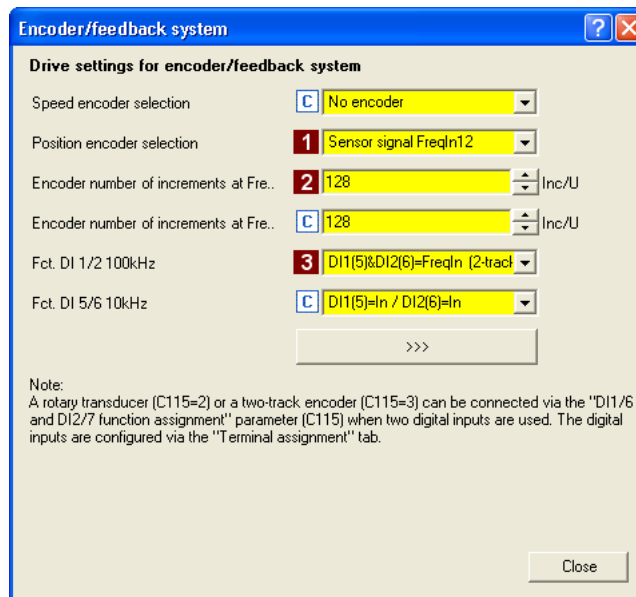 Encoder/feedback system
Drive settings for encoder/feedback system
Speed encoder selection C No encoder
Position encoder selection 1 Sensor signal FreqIn12
Encoder number of increments at Fre.. 2 128 Inc/U
Encoder number of increments at Fre.. C 128 Inc/U
Fct. DI 1/2 100kHz 3 DI1(5)&DI2(6)=FreqIn (2-track
Fct. DI 5/6 10kHz C DI1(5)=In / DI2(6)=In
>>>
Note:
A rotary transducer (C115=2) or a two-track encoder (C115=3) can be connected via the "DI1/6
and DI2/7 function assignment" parameter (C115) when two digital inputs are used. The digital
inputs are configured via the "Terminal assignment" tab.
Close